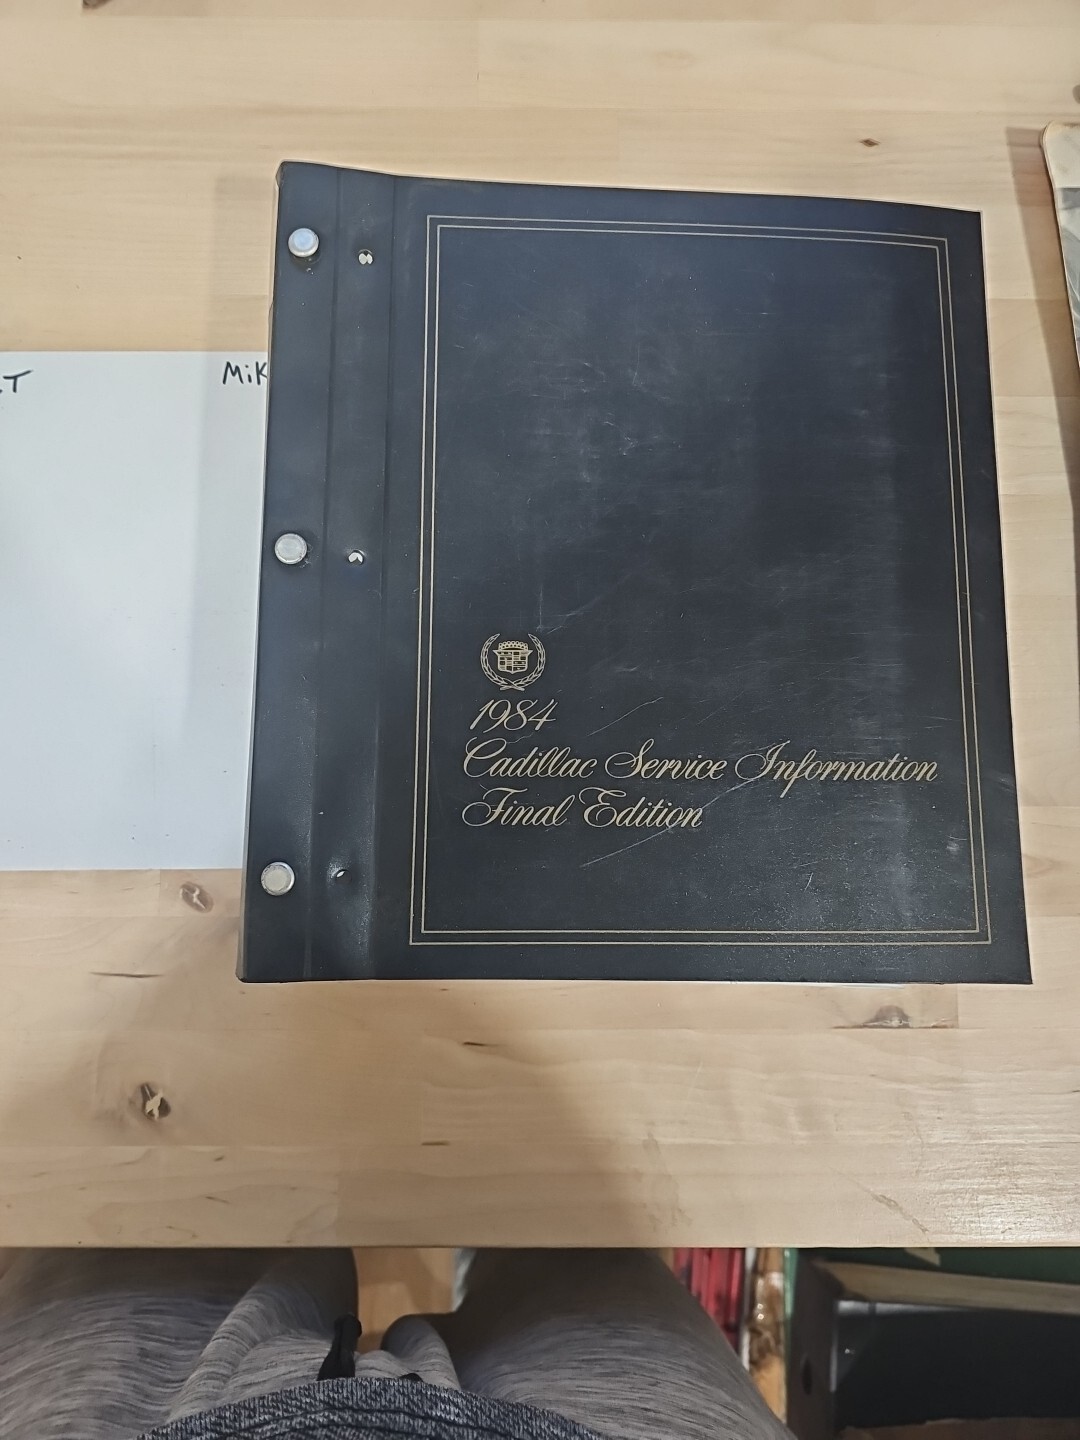 1984
Cadillac Service Information
Final Edition